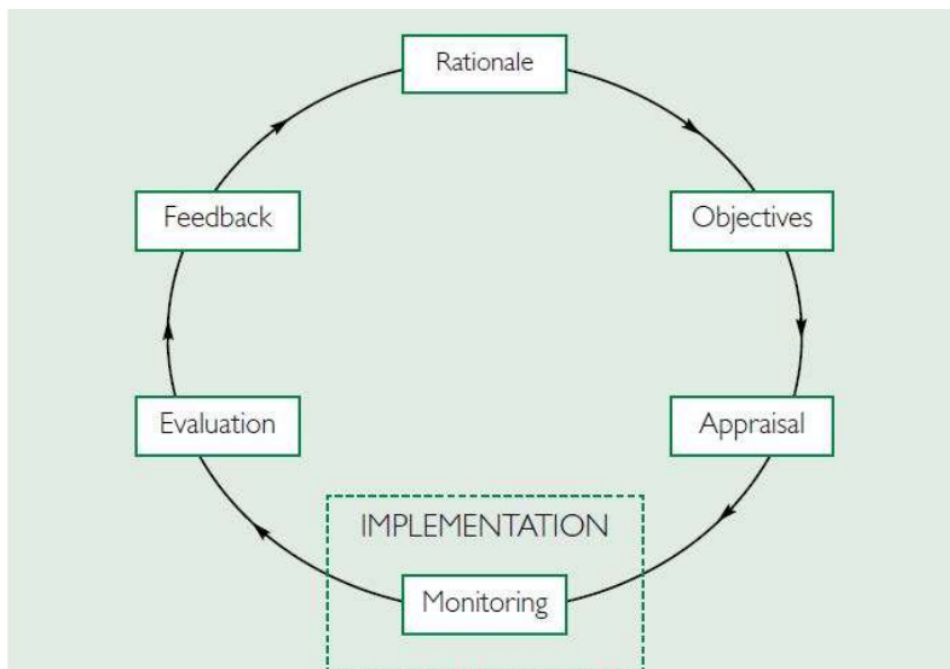 Rationale
Objectives
Appraisal
IMPLEMENTATION
Monitoring
Evaluation
Feedback